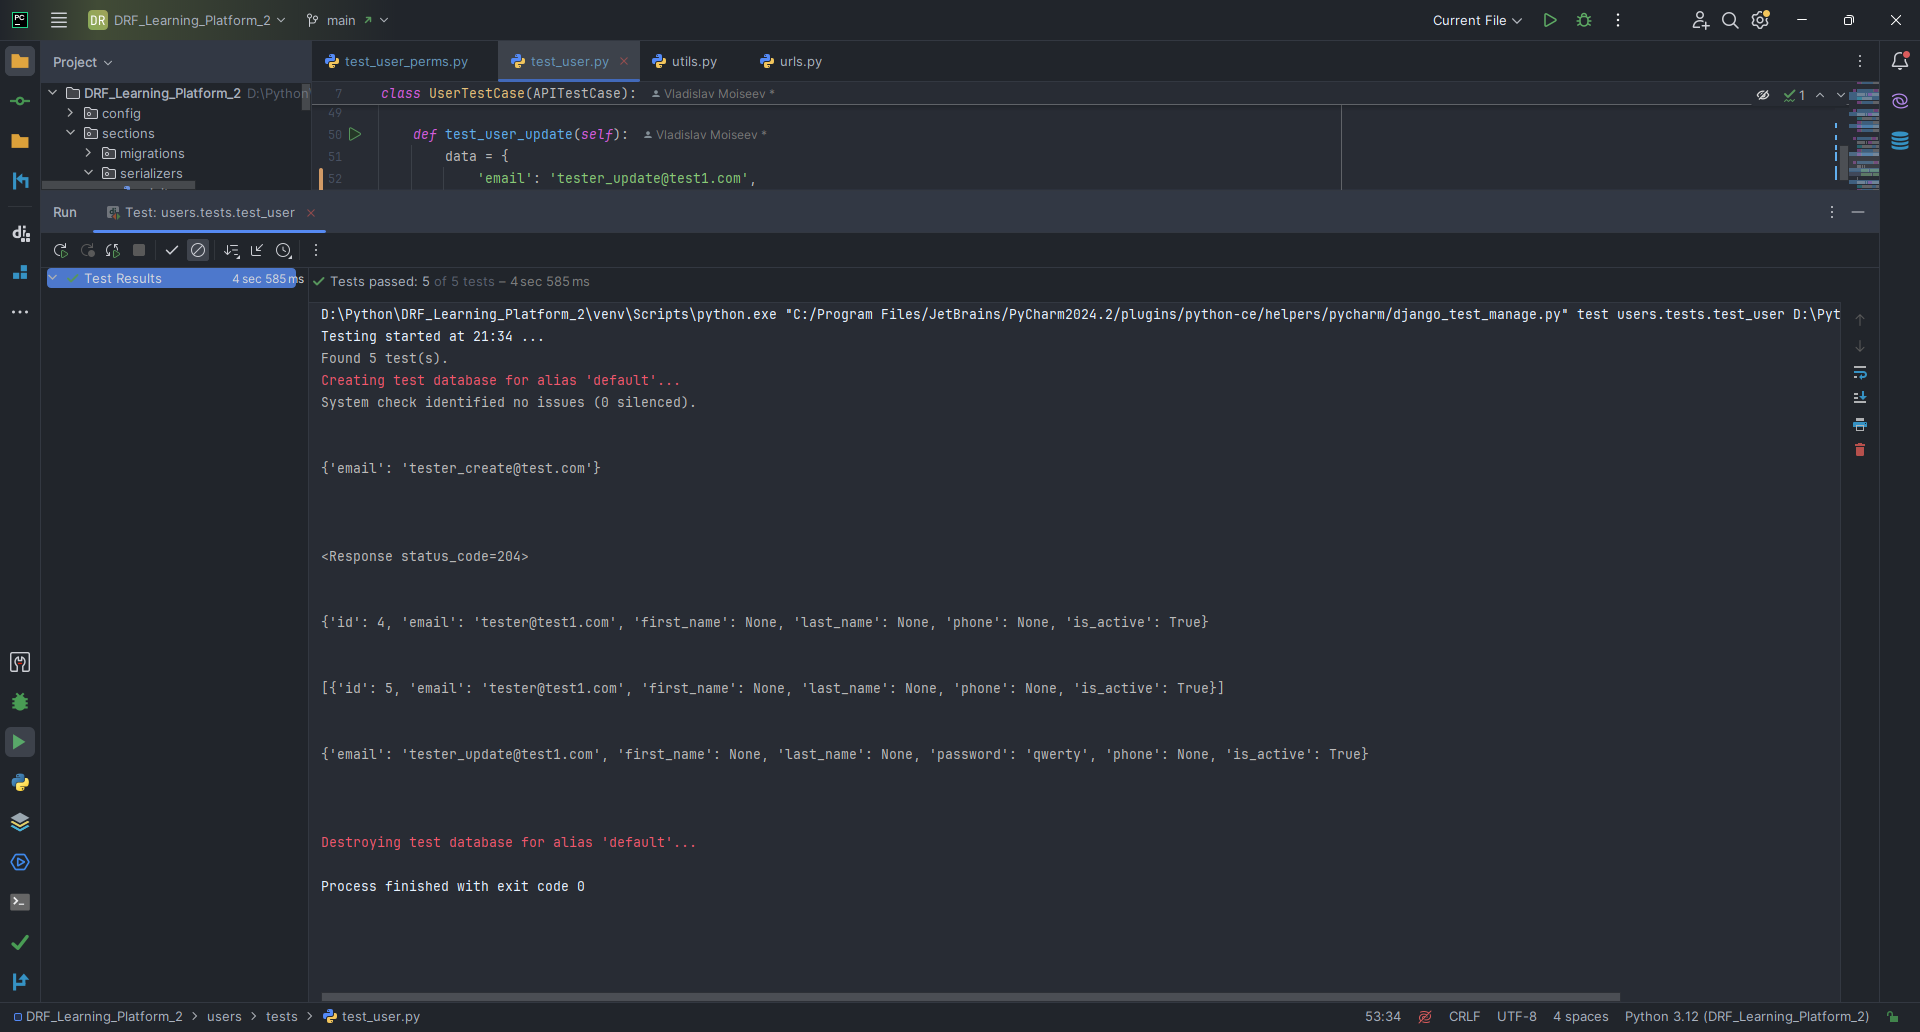 DR DRF_Learning_Platform_2 main Current File
Project test_user_perms.py test_user.py utils.py urls.py
DRF_Learning_Platform_2 D:\Python\
config
sections
migrations
serializers
7 class UserTestCase(APITestCase): Vladislav Moiseev *
1
49
50 def test_user_update(self): Vladislav Moiseev *
51 data = {
52 'email': 'tester_update@test1.com',
Run Test: users.tests.test_user
Test Results 4 sec 585 ms
Tests passed: 5 of 5 tests – 4 sec 585 ms
D:\Python\DRF_Learning_Platform_2\venv\Scripts\python.exe "C:/Program Files/JetBrains/PyCharm2024.2/plugins/python-ce/helpers/pycharm/django_test_manage.py" test users.tests.test_user D:\Pyt
Testing started at 21:34 ...
Found 5 test(s).
Creating test database for alias 'default'...
System check identified no issues (0 silenced).
{'email': 'tester_create@test.com'}
<Response status_code=204>
{'id': 4, 'email': 'tester@test1.com', 'first_name': None, 'last_name': None, 'phone': None, 'is_active': True}
[{'id': 5, 'email': 'tester@test1.com', 'first_name': None, 'last_name': None, 'phone': None, 'is_active': True}]
{'email': 'tester_update@test1.com', 'first_name': None, 'last_name': None, 'password': 'qwerty', 'phone': None, 'is_active': True}
Destroying test database for alias 'default'...
Process finished with exit code 0
DRF_Learning_Platform_2 > users > tests > test_user.py 53:34 CRLF UTF-8 4 spaces Python 3.12 (DRF_Learning_Platform_2)